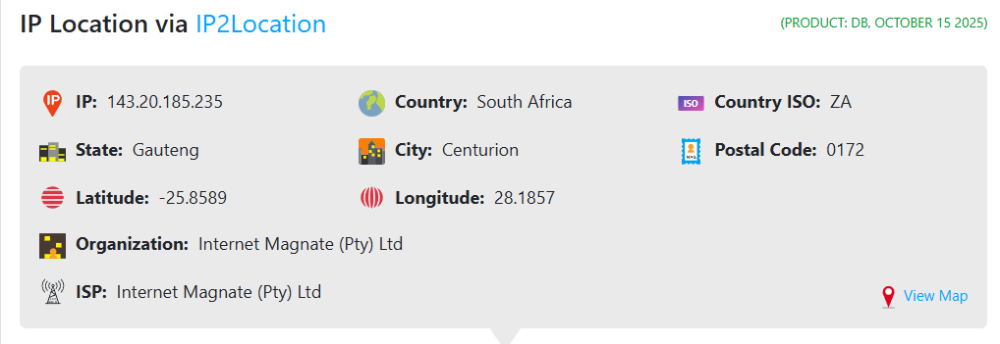 IP Location via IP2Location
(PRODUCT: DB, OCTOBER 15 2025)
IP: 143.20.185.235
Country: South Africa
ISO Country ISO: ZA
State: Gauteng
City: Centurion
MAIL Postal Code: 0172
Latitude: -25.8589
Longitude: 28.1857
Organization: Internet Magnate (Pty) Ltd
ISP: Internet Magnate (Pty) Ltd
View Map